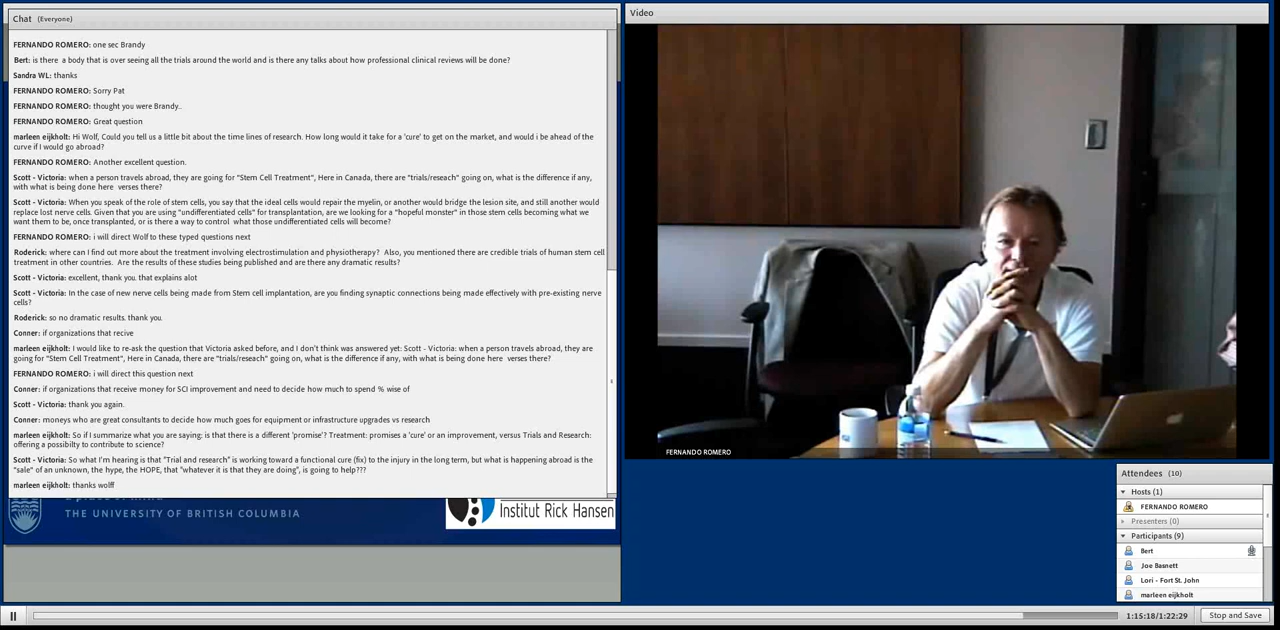 Chat (Everyone)
FERNANDO ROMERO: one sec Brandy
Bert: is there a body that is over seeing all the trials around the world and is there any talks about how professional clinical reviews will be done?
Sandra WL: thanks
FERNANDO ROMERO: Sorry Pat
FERNANDO ROMERO: thought you were Brandy..
FERNANDO ROMERO: Great question
marleen eijkholt: Hi Wolf, Could you tell us a little bit about the time lines of research. How long would it take for a 'cure' to get on the market, and would i be ahead of the
curve if I would go abroad?
FERNANDO ROMERO: Another excellent question.
Scott - Victoria: when a person travels abroad, they are going for "Stem Cell Treatment", Here in Canada, there are "trials/reseach" going on, what is the difference if any,
with what is being done here verses there?
Scott - Victoria: When you speak of the role of stem cells, you say that the ideal cells would repair the myelin, or another would bridge the lesion site, and still another would
replace lost nerve cells. Given that you are using "undifferentiated cells" for transplantation, are we looking for a "hopeful monster" in those stem cells becoming what we
want them to be, once transplanted, or is there a way to control what those undifferentiated cells will become?
FERNANDO ROMERO: i will direct Wolf to these typed questions next
Roderick: where can I find out more about the treatment involving electrostimulation and physiotherapy? Also, you mentioned there are credible trials of human stem cell
treatment in other countries. Are the results of these studies being published and are there any dramatic results?
Scott - Victoria: excellent, thank you. that explains alot
Scott - Victoria: In the case of new nerve cells being made from Stem cell implantation, are you finding synaptic connections being made effectively with pre-existing nerve
cells?
Roderick: so no dramatic results. thank you.
Conner: if organizations that recive
marleen eijkholt: I would like to re-ask the question that Victoria asked before, and I don't think was answered yet: Scott - Victoria: when a person travels abroad, they are
going for "Stem Cell Treatment", Here in Canada, there are "trials/reseach" going on, what is the difference if any, with what is being done here verses there?
FERNANDO ROMERO: i will direct this question next
Conner: if organizations that receive money for SCI improvement and need to decide how much to spend % wise of
Scott - Victoria: thank you again.
Conner: moneys who are great consultants to decide how much goes for equipment or infrastructure upgrades vs research
marleen eijkholt: So if I summarize what you are saying: is that there is a different 'promise'? Treatment: promises a 'cure' or an improvement, versus Trials and Research:
offering a possibilty to contribute to science?
Scott - Victoria: So what I'm hearing is that "Trial and research" is working toward a functional cure (fix) to the injury in the long term, but what is happening abroad is the
"sale" of an unknown, the hype, the HOPE, that "whatever it is that they are doing", is going to help???
marleen eijkholt: thanks wolff
THE UNIVERSITY OF BRITISH COLUMBIA
Institut Rick Hansen
Video
FERNANDO ROMERO
Attendees (10)
Hosts (1)
FERNANDO ROMERO
Presenters (0)
Participants (9)
Bert
Joe Basnett
Lori - Fort St. John
marleen eijkholt
1:15:18/1:22:29
Stop and Save